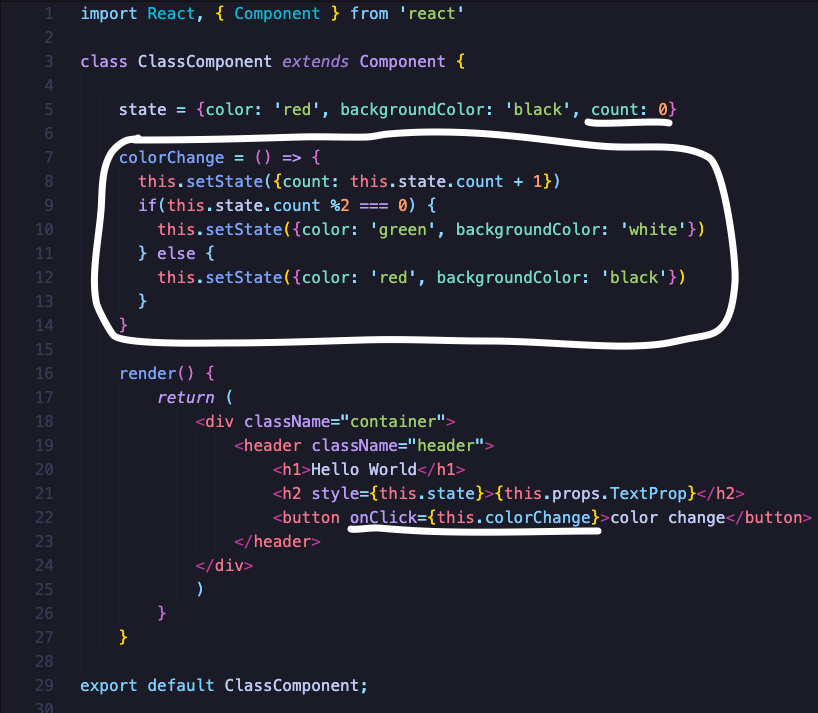 1 import React, { Component } from 'react'
2
3 class ClassComponent extends Component {
4
5 state = {color: 'red', backgroundColor: 'black', count: 0}
6
7 colorChange = () => {
8 this.setState({count: this.state.count + 1})
9 if(this.state.count %2 === 0) {
10 this.setState({color: 'green', backgroundColor: 'white'})
11 } else {
12 this.setState({color: 'red', backgroundColor: 'black'})
13 }
14 }
15
16 render() {
17 return (
18 <div className="container">
19 <header className="header">
20 <h1>Hello World</h1>
21 <h2 style={this.state}>{this.props.TextProp}</h2>
22 <button onClick={this.colorChange}>color change</button>
23 </header>
24 </div>
25 )
26 }
27 }
28
29 export default ClassComponent;
30